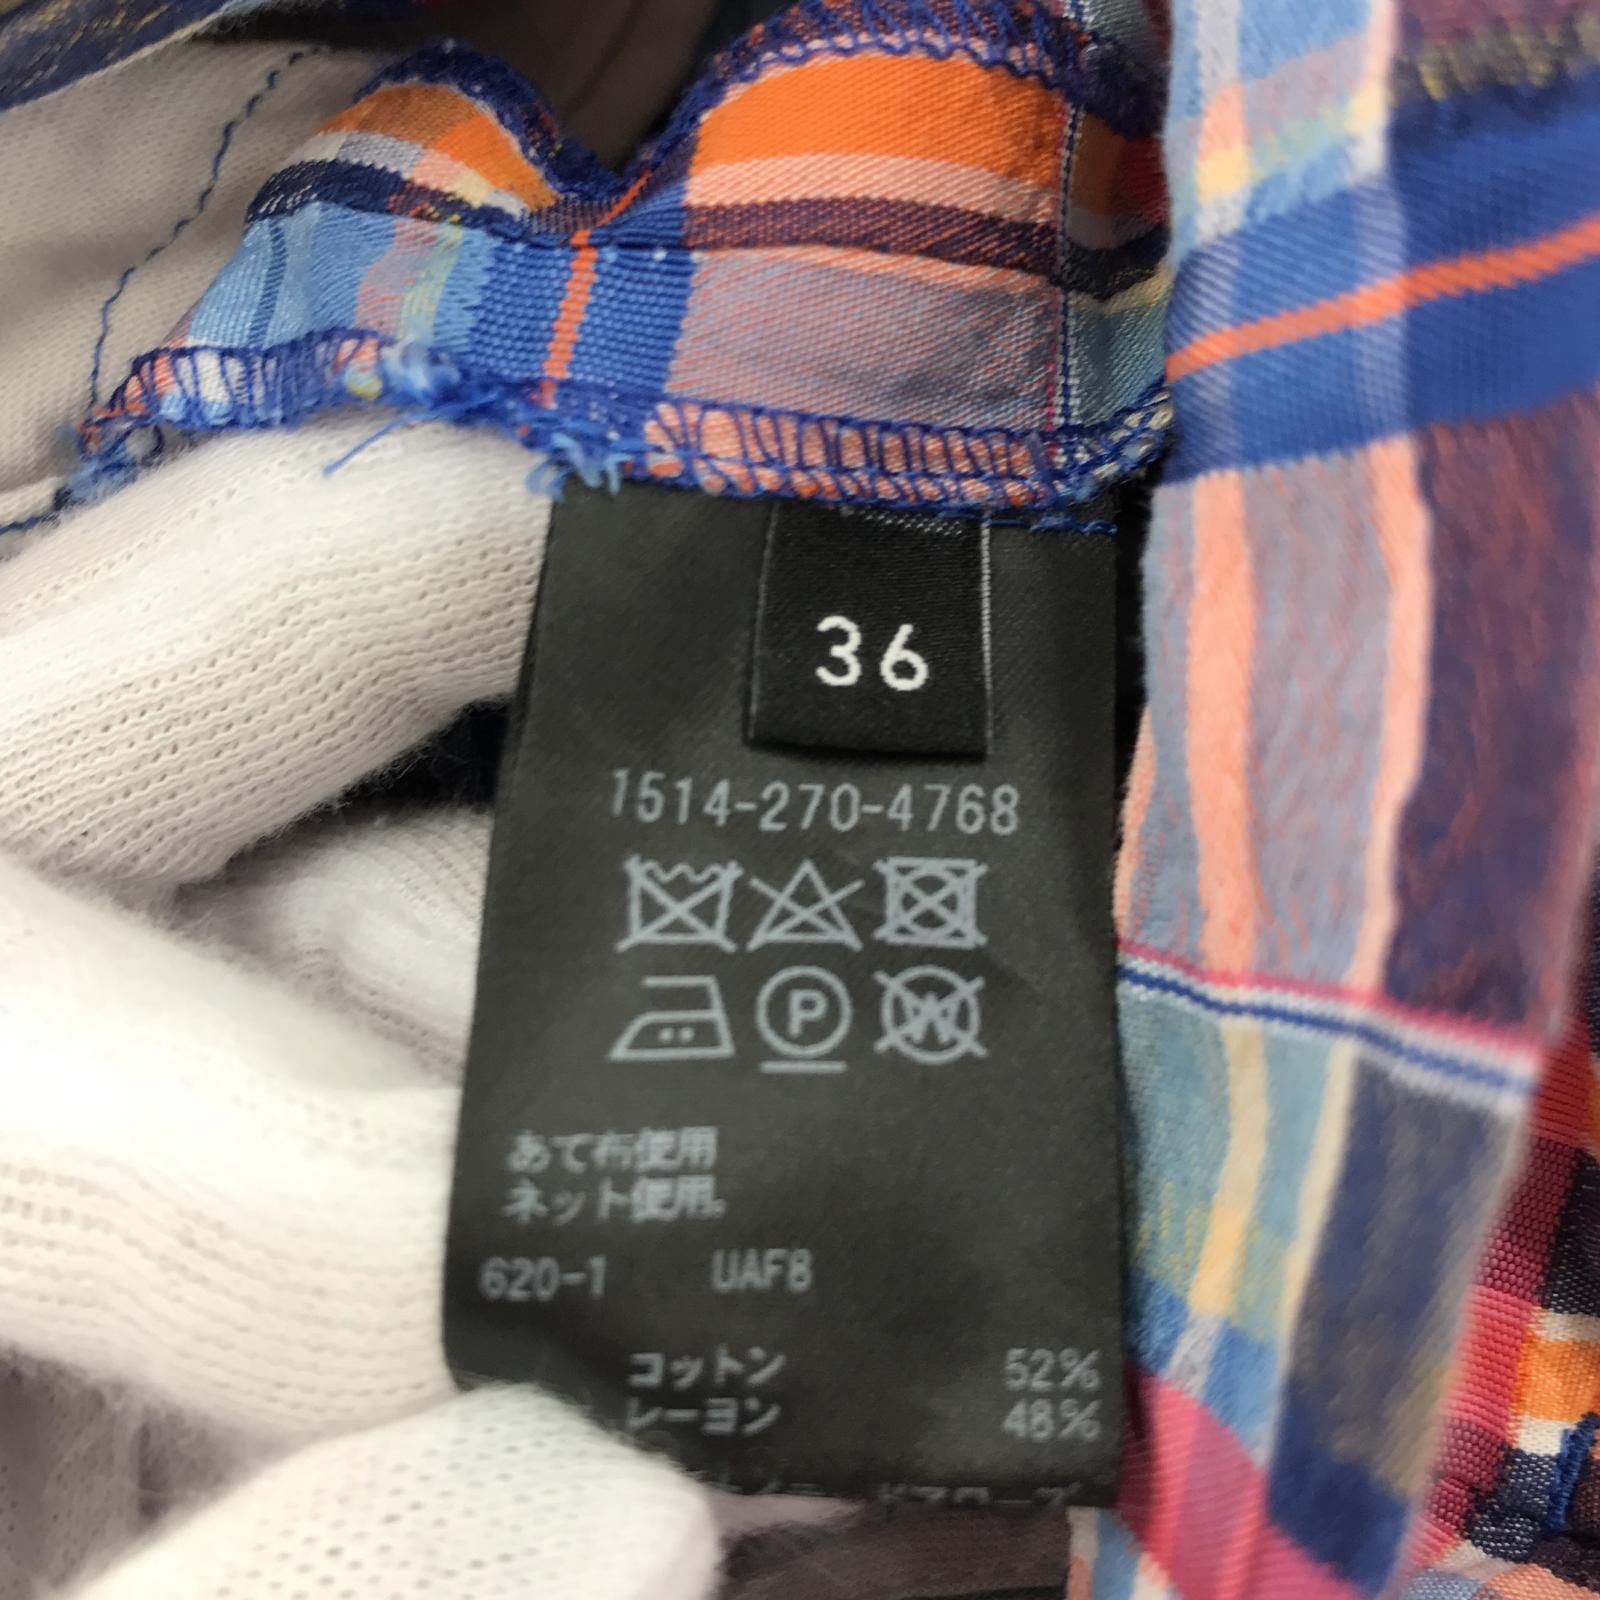 36
1514-270-4768
P
W
あて布使用
ネット使用。
620-1 UAF8
コットン 52%
レーヨン 48%